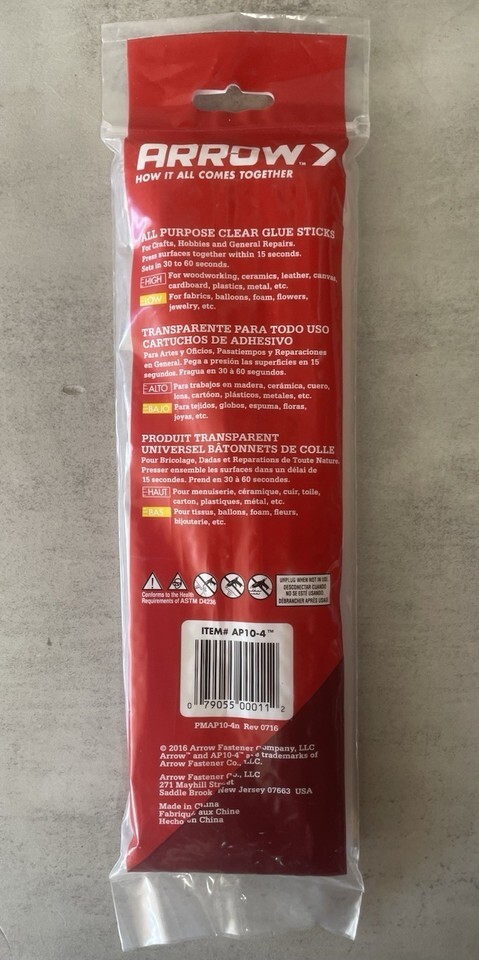 ARROW™
HOW IT ALL COMES TOGETHER
ALL PURPOSE CLEAR GLUE STICKS
For Crafts, Hobbies and General Repairs.
Press surfaces together within 15 seconds.
Sets in 30 to 60 seconds.
HIGH For woodworking, ceramics, leather, canvas,
cardboard, plastics, metal, etc.
LOW For fabrics, balloons, foam, flowers,
jewelry, etc.
TRANSPARENTE PARA TODO USO
CARTUCHOS DE ADHESIVO
Para Artes y Oficios, Pasatiempos y Reparaciones
en General. Pega a presión las superficies en 15
segundos. Fragua en 30 à 60 segundos.
ALTO Para trabajos en madera, cerámica, cuero,
lona, cartóon, plásticos, metales, etc.
BAJO Para tejidos, globos, espuma, floras,
joyas, etc.
PRODUIT TRANSPARENT
UNIVERSEL BÂTONNETS DE COLLE
Pour Bricolage, Dadas et Reparations de Toute Nature.
Presser ensemble les surfaces dans un délai de
15 secondes. Prend en 30 à 60 secondes.
HAUT Pour menuiserie, céramique, cuir, toile,
carton, plastiques, métal, etc.
BAS Pour tissus, ballons, foam, fleurs,
bijouterie, etc.
Conforms to the Health
Requirements of ASTM D4236
UNPLUG WHEN NOT IN USE
DESCONECTAR CUANDO
NO SE ESTÉ USANDO.
DÉBRANCHER APRÈS USAGE
ITEM# AP10-4™
0 79055 00011 2
PMAP10-4n Rev 0716
© 2016 Arrow Fastener Company, LLC
Arrow™ and AP10-4™ are trademarks of
Arrow Fastener Co., LLC.
Arrow Fastener Co., LLC
271 Mayhill Street
Saddle Brook New Jersey 07663 USA
Made in China
Fabriqué aux Chine
Hecho en China